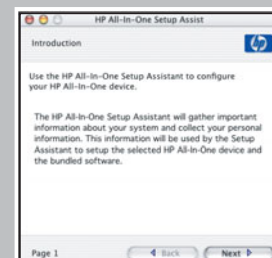 HP All-In-One Setup Assist
Introduction
hp
Use the HP All-In-One Setup Assistant to configure
your HP All-In-One device.
The HP All-In-One Setup Assistant will gather important
information about your system and collect your personal
information. This information will be used by the Setup
Assistant to setup the selected HP All-In-One device and
the bundled software.
Page 1
Back
Next